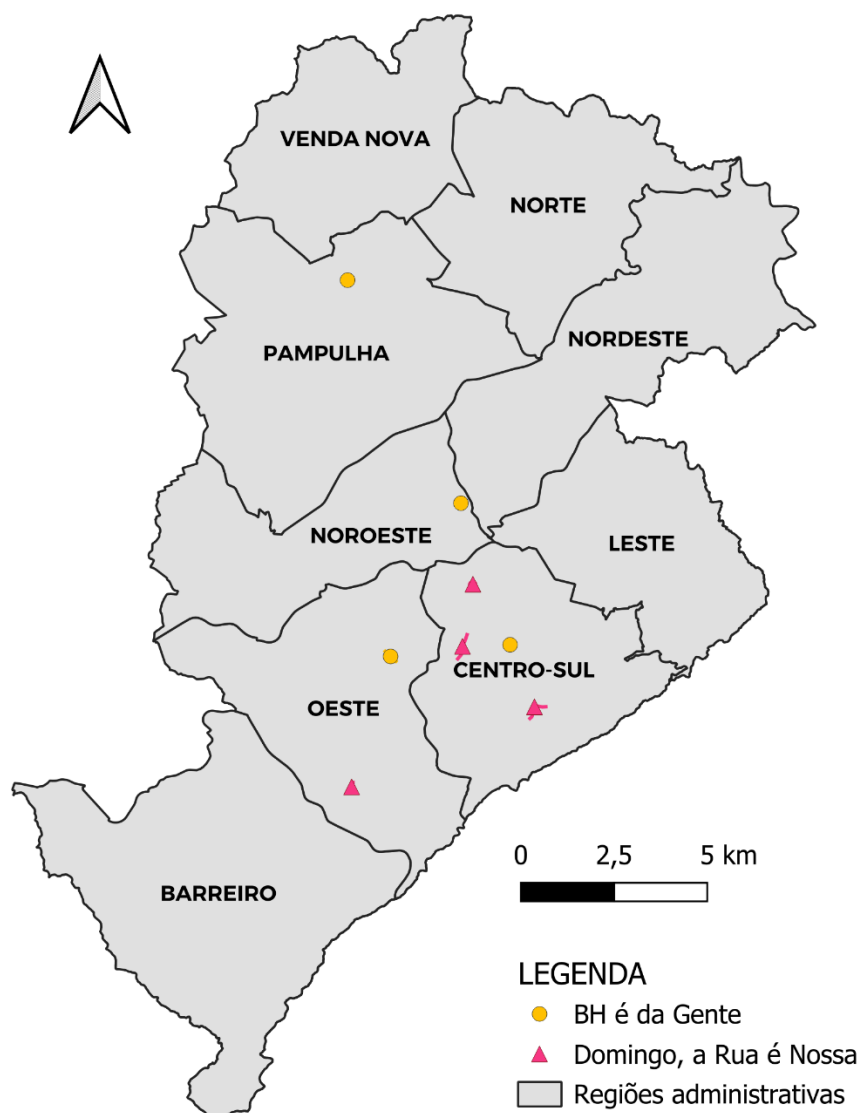 VENDA NOVA
NORTE
NORDESTE
PAMPULHA
NOROESTE
LESTE
CENTRO-SUL
OESTE
BARREIRO
0 2,5 5 km
LEGENDA
BH é da Gente
Domingo, a Rua é Nossa
Regiões administrativas